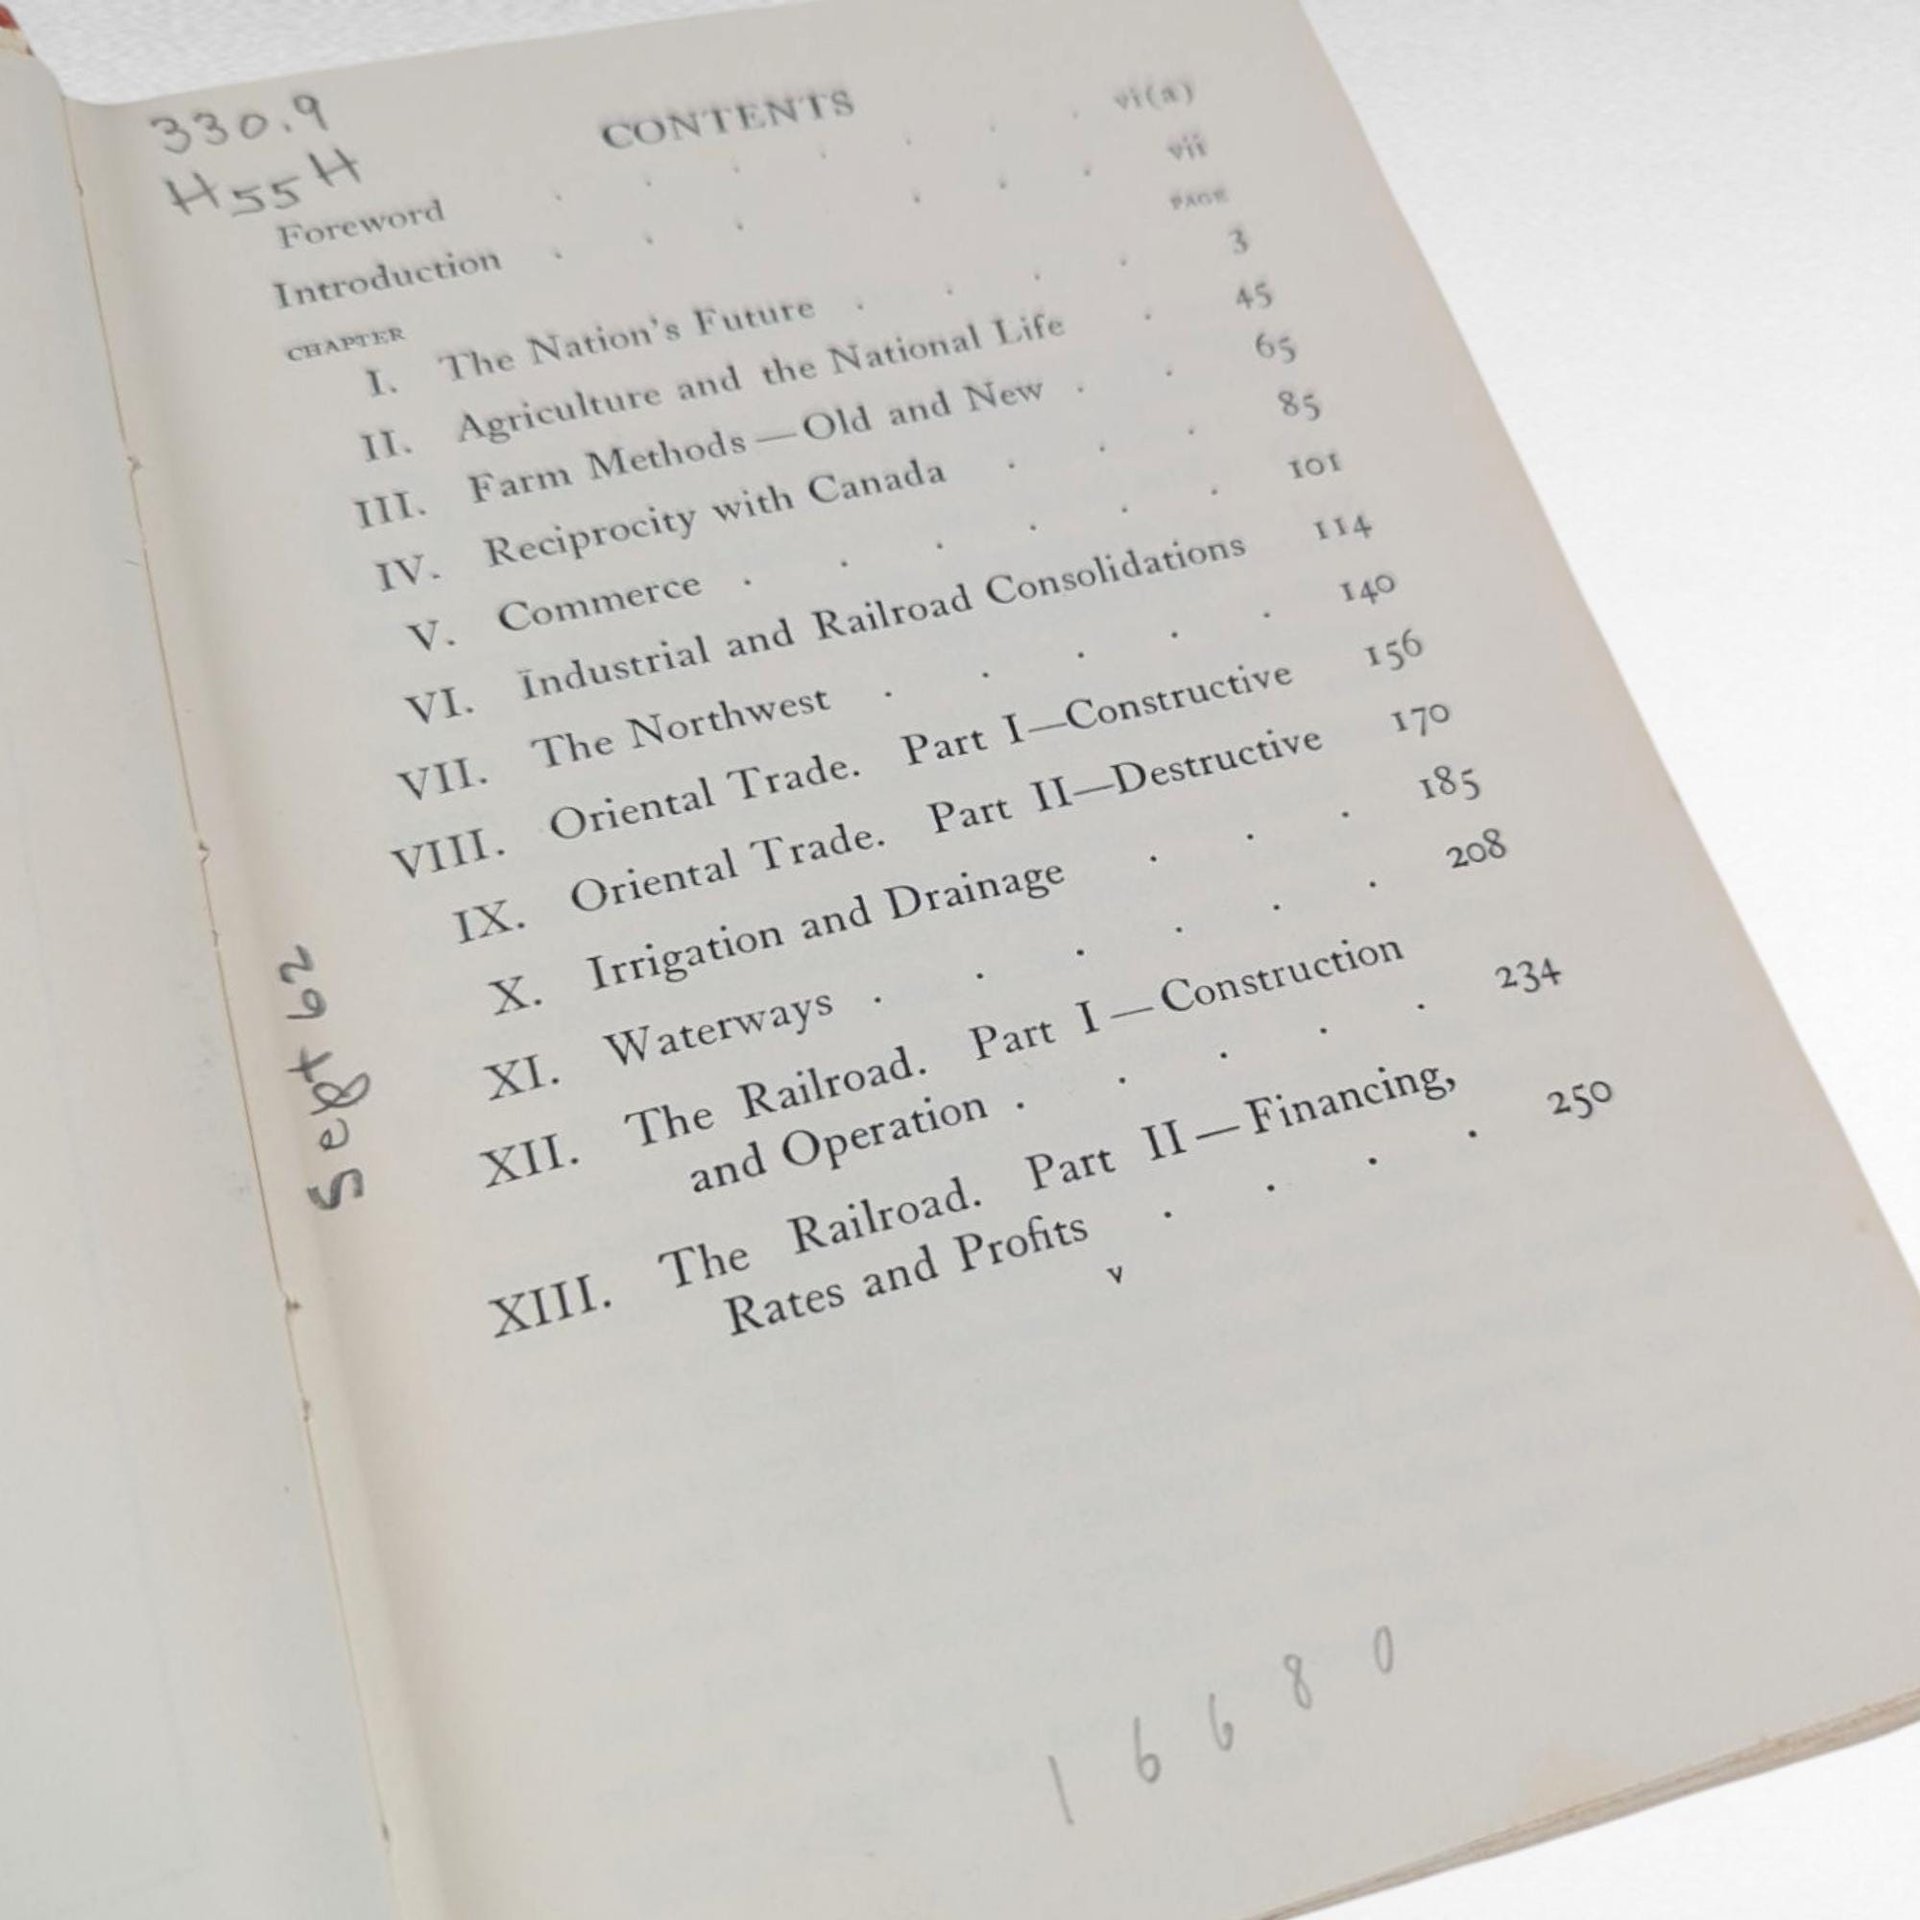 330.9
H55H
CONTENTS
Foreword . . . . . . . vi(a)
Introduction . . . . . . vii
CHAPTER PAGE
I. The Nation's Future . . . . 3
II. Agriculture and the National Life . 45
III. Farm Methods—Old and New . . 65
IV. Reciprocity with Canada . . . 85
V. Commerce . . . . . . 101
VI. Industrial and Railroad Consolidations 114
VII. The Northwest . . . . . 140
VIII. Oriental Trade. Part I—Constructive 156
IX. Oriental Trade. Part II—Destructive 170
X. Irrigation and Drainage . . . 185
XI. Waterways . . . . . . 208
XII. The Railroad. Part I—Construction
and Operation . . . . . 234
XIII. The Railroad. Part II—Financing,
Rates and Profits . . . . 250
v
Sept 62
16680